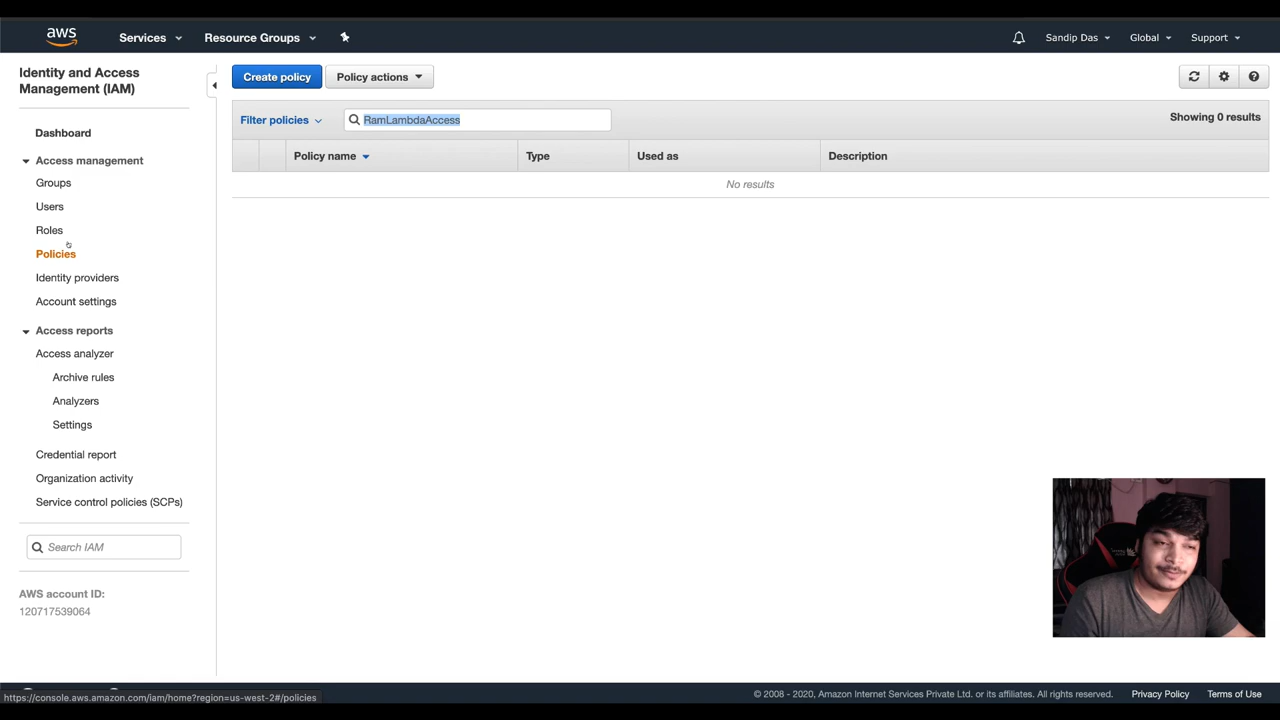 aws
Services
Resource Groups
Sandip Das
Global
Support
Identity and Access
Management (IAM)
Dashboard
Access management
Groups
Users
Roles
Policies
Identity providers
Account settings
Access reports
Access analyzer
Archive rules
Analyzers
Settings
Credential report
Organization activity
Service control policies (SCPs)
Search IAM
AWS account ID:
120717539064
Create policy
Policy actions
Filter policies
RamLambdaAccess
Showing 0 results
Policy name
Type
Used as
Description
No results
https://console.aws.amazon.com/iam/home?region=us-west-2#/policies
© 2008 - 2020, Amazon Internet Services Private Ltd. or its affiliates. All rights reserved.
Privacy Policy
Terms of Use